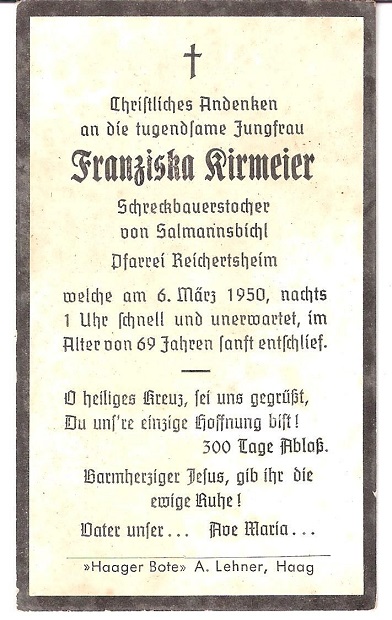 Christliches Andenken
an die tugendsame Jungfrau
Franziska Kirmeier
Schreckbauerstocher
von Salmannsbichl
Pfarrei Reichertsheim
welche am 6. März 1950, nachts
1 Uhr schnell und unerwartet, im
Alter von 69 Jahren sanft entschlief.
O heiliges Kreuz, sei uns gegrüßt,
Du uns're einzige Hoffnung bist!
300 Tage Ablaß.
Barmherziger Jesus, gib ihr die
ewige Ruhe!
Vater unser... Ave Maria...
»Haager Bote« A. Lehner, Haag